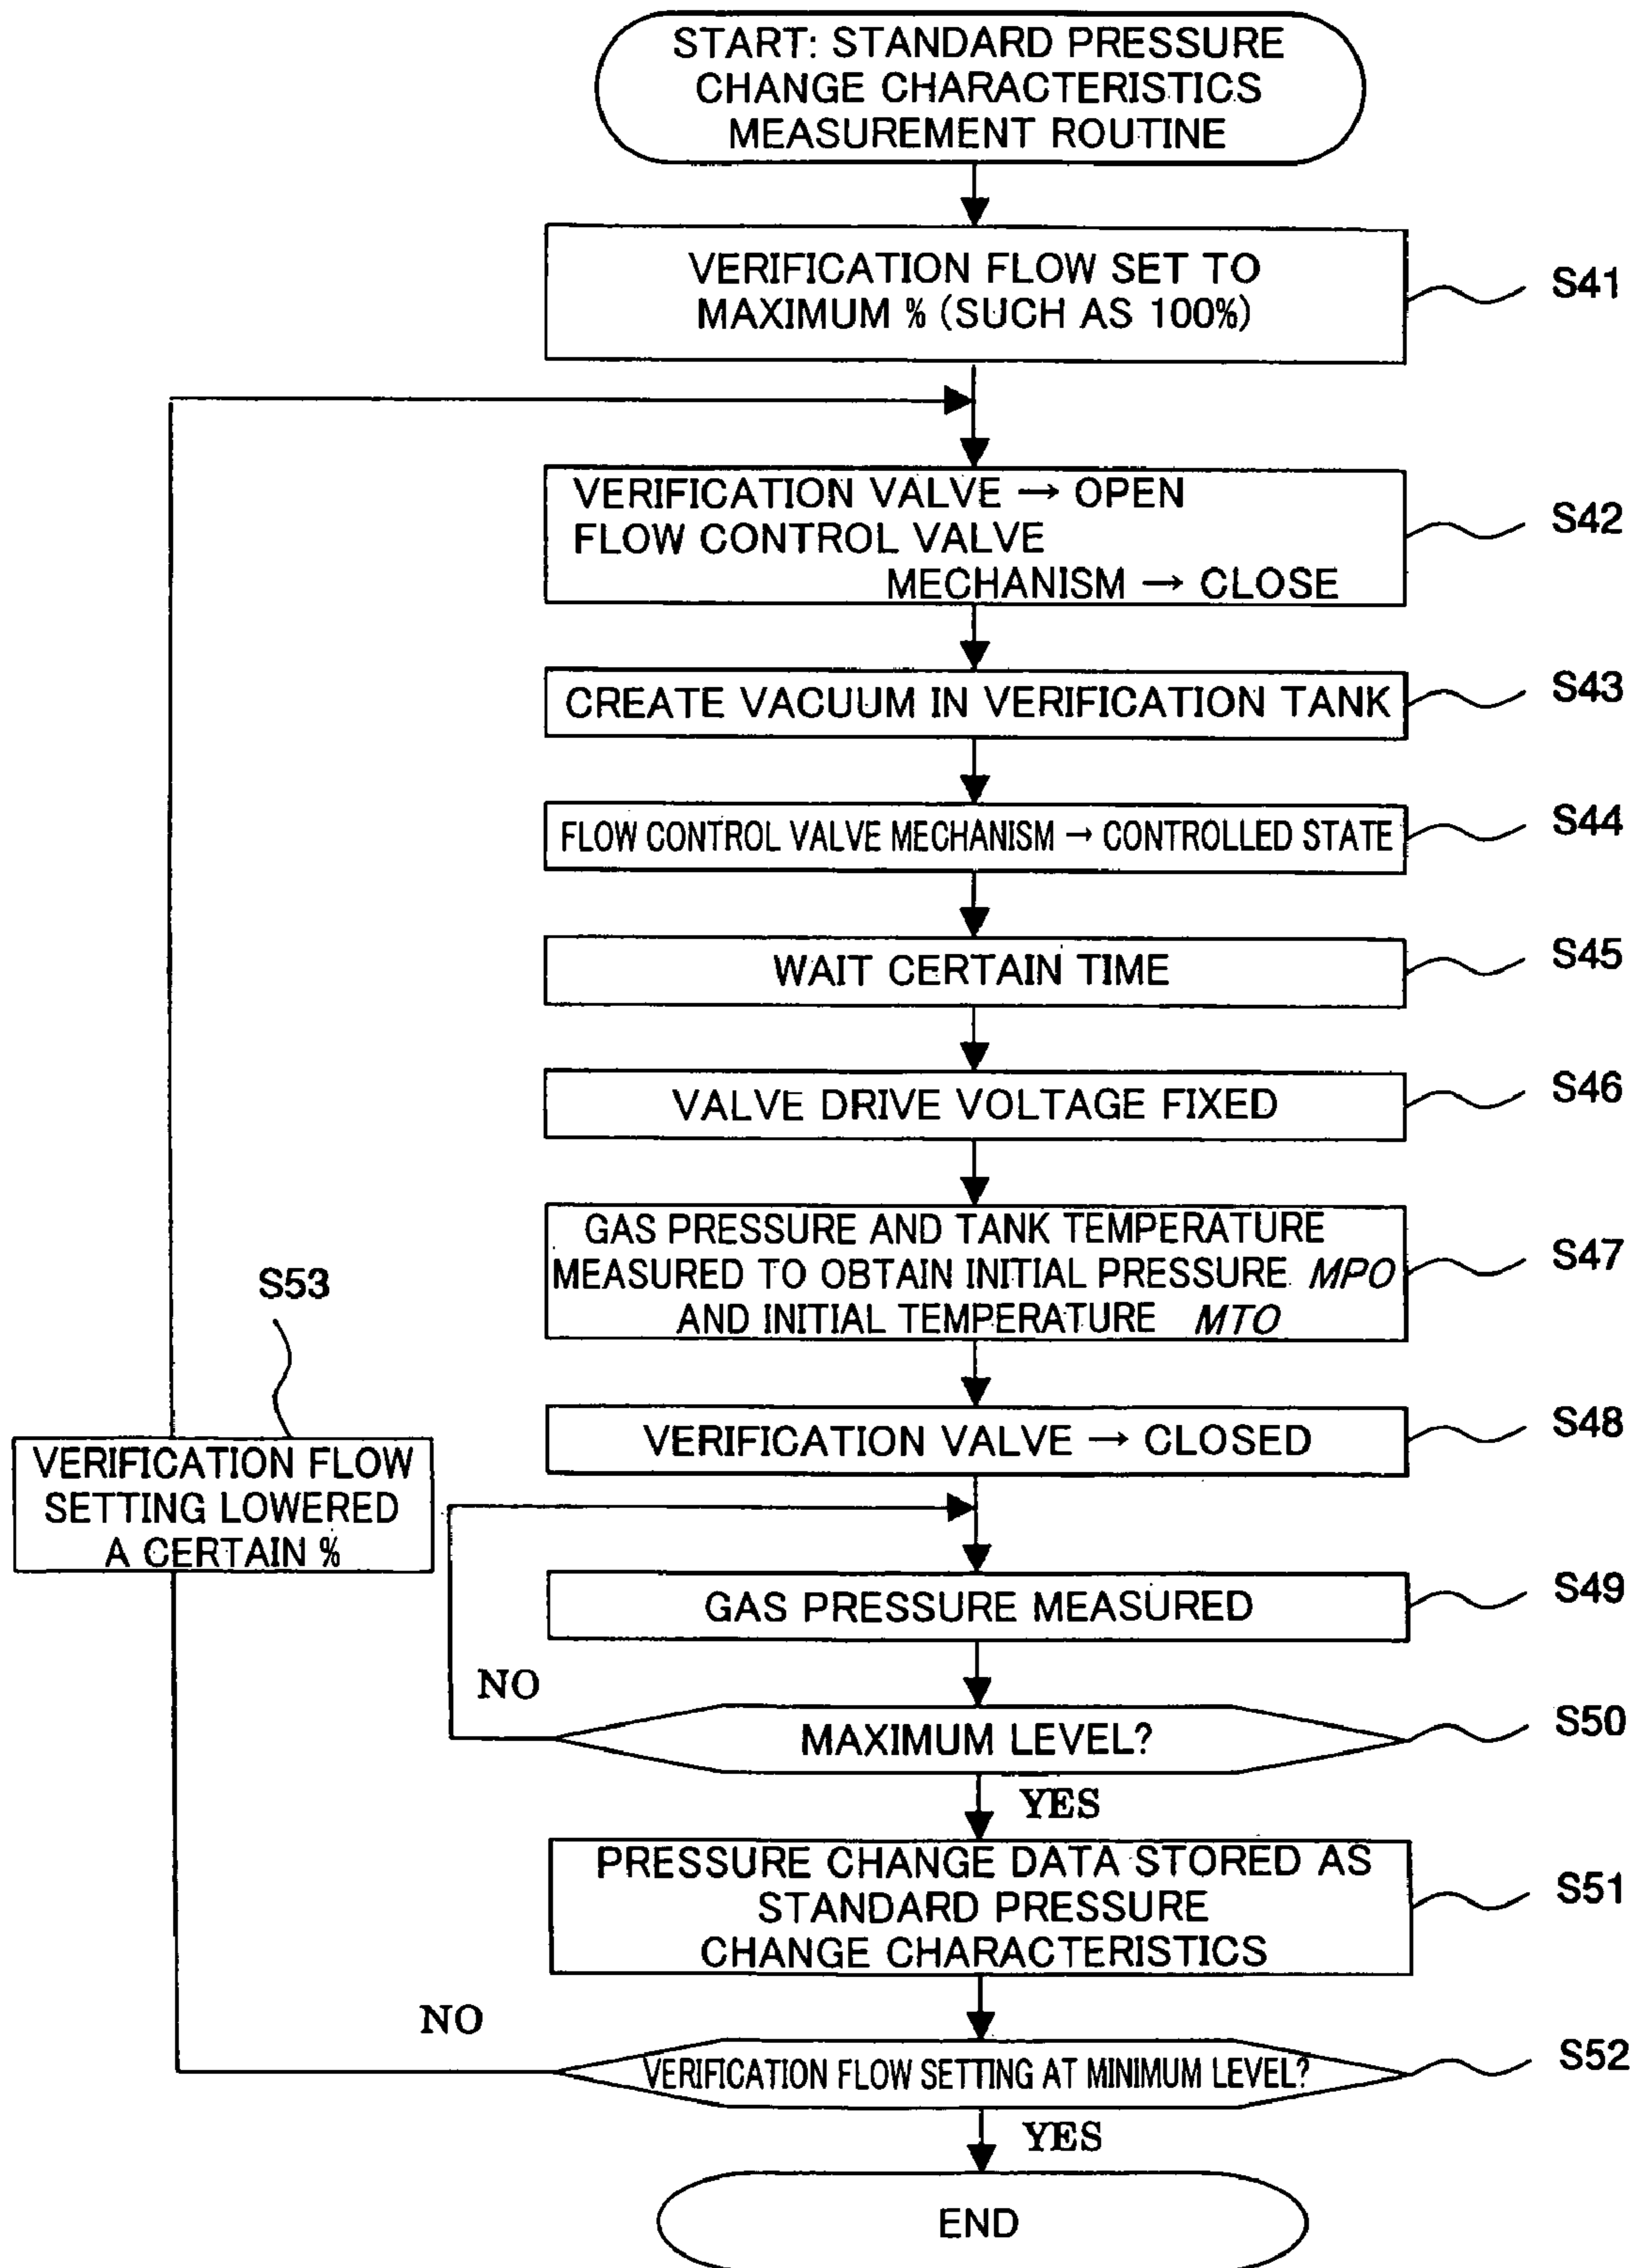 START: STANDARD PRESSURE
CHANGE CHARACTERISTICS
MEASUREMENT ROUTINE
VERIFICATION FLOW SET TO
MAXIMUM % (SUCH AS 100%)
S41
VERIFICATION VALVE → OPEN
FLOW CONTROL VALVE
MECHANISM → CLOSE
S42
CREATE VACUUM IN VERIFICATION TANK
S43
FLOW CONTROL VALVE MECHANISM → CONTROLLED STATE
S44
WAIT CERTAIN TIME
S45
VALVE DRIVE VOLTAGE FIXED
S46
GAS PRESSURE AND TANK TEMPERATURE
MEASURED TO OBTAIN INITIAL PRESSURE MPO
AND INITIAL TEMPERATURE MTO
S47
VERIFICATION VALVE → CLOSED
S48
S53
VERIFICATION FLOW
SETTING LOWERED
A CERTAIN %
GAS PRESSURE MEASURED
S49
NO
MAXIMUM LEVEL?
S50
YES
PRESSURE CHANGE DATA STORED AS
STANDARD PRESSURE
CHANGE CHARACTERISTICS
S51
NO
VERIFICATION FLOW SETTING AT MINIMUM LEVEL?
S52
YES
END